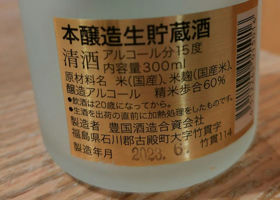 本醸造生貯蔵酒
清酒 アルコール分15度
内容量300ml
原材料名 米(国産)、米麹(国産米)、
醸造アルコール 精米歩合60%
●飲酒は20歳になってから。
●生酒を出荷の直前に加熱処理をしたものです。
製造者 豊国酒造合資会社
福島県石川郡古殿町大字竹貫字
竹貫114
製造年月 2023. 6.